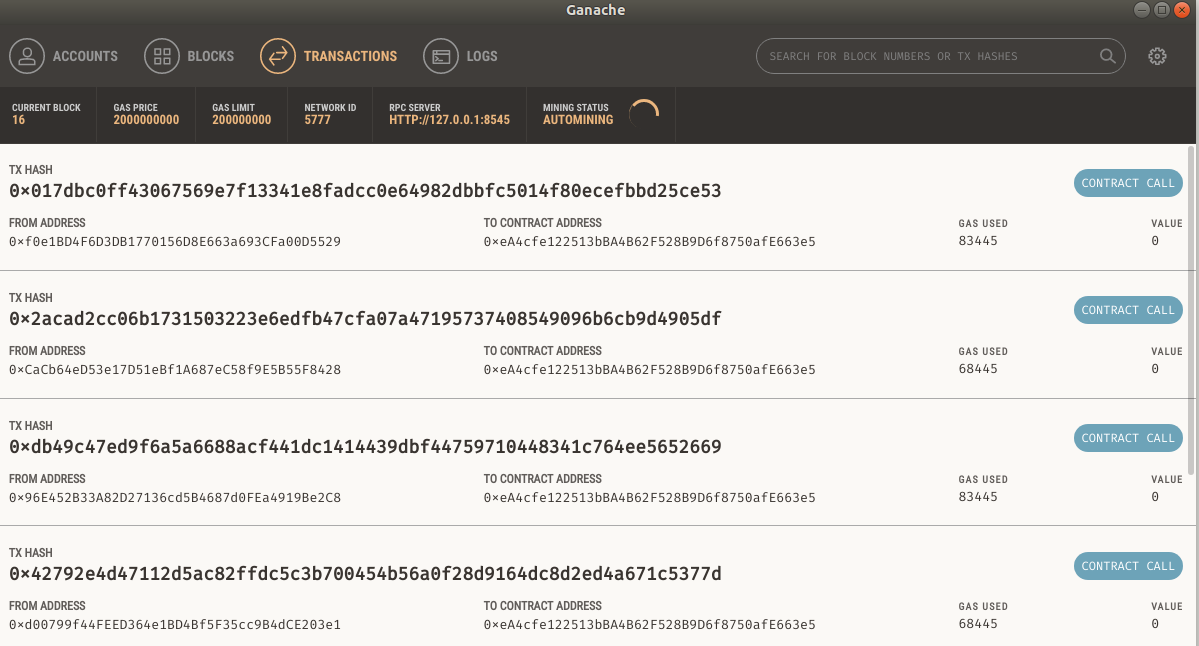 Ganache
ACCOUNTS BLOCKS TRANSACTIONS LOGS SEARCH FOR BLOCK NUMBERS OR TX HASHES
CURRENT BLOCK GAS PRICE GAS LIMIT NETWORK ID RPC SERVER MINING STATUS
16 2000000000 200000000 5777 HTTP://127.0.0.1:8545 AUTOMINING
TX HASH
0×017dbc0ff43067569e7f13341e8fadcc0e64982dbbfc5014f80ecefbbd25ce53 CONTRACT CALL
FROM ADDRESS TO CONTRACT ADDRESS GAS USED VALUE
0×f0e1BD4F6D3DB1770156D8E663a693CFa00D5529 0×eA4cfe122513bBA4B62F528B9D6f8750afE663e5 83445 0
TX HASH
0×2acad2cc06b1731503223e6edfb47cfa07a47195737408549096b6cb9d4905df CONTRACT CALL
FROM ADDRESS TO CONTRACT ADDRESS GAS USED VALUE
0×CaCb64eD53e17D51eBf1A687eC58f9E5B55F8428 0×eA4cfe122513bBA4B62F528B9D6f8750afE663e5 68445 0
TX HASH
0×db49c47ed9f6a5a6688acf441dc1414439dbf44759710448341c764ee5652669 CONTRACT CALL
FROM ADDRESS TO CONTRACT ADDRESS GAS USED VALUE
0×96E452B33A82D27136cd5B4687d0FEa4919Be2C8 0×eA4cfe122513bBA4B62F528B9D6f8750afE663e5 83445 0
TX HASH
0×42792e4d47112d5ac82ffdc5c3b700454b56a0f28d9164dc8d2ed4a671c5377d CONTRACT CALL
FROM ADDRESS TO CONTRACT ADDRESS GAS USED VALUE
0×d00799f44FEED364e1BD4Bf5F35cc9B4dCE203e1 0×eA4cfe122513bBA4B62F528B9D6f8750afE663e5 68445 0